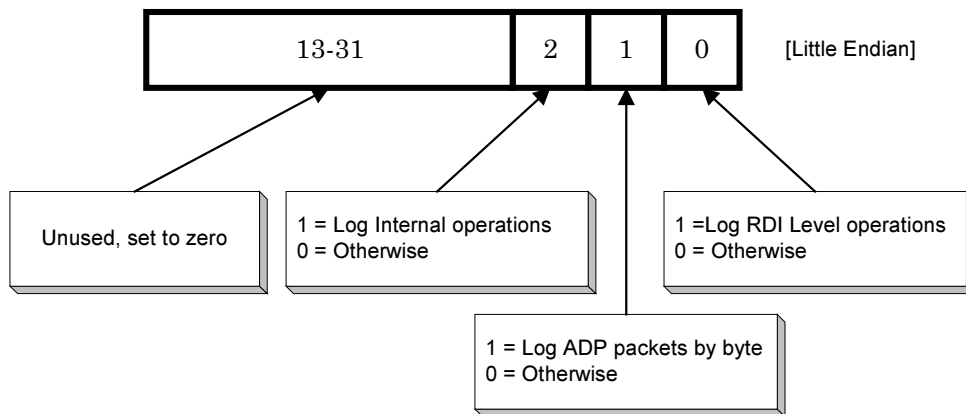 13-31 2 1 0 [Little Endian]
Unused, set to zero
1 = Log Internal operations
0 = Otherwise
1 =Log RDI Level operations
0 = Otherwise
1 = Log ADP packets by byte
0 = Otherwise